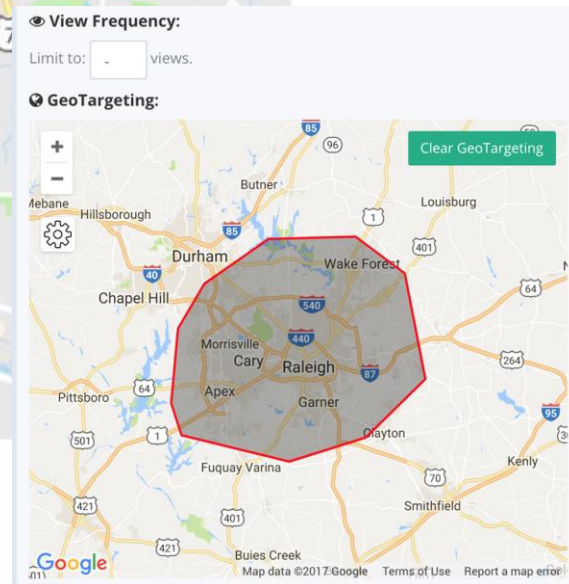 View Frequency:
Limit to: - views.
GeoTargeting:
85
96
+
Clear GeoTargeting
-
Butner
Louisburg
Mebane
Hillsborough
1
85
401
Durham
Wake Forest
40
64
Chapel Hill
540
440
Morrisville
Cary
Raleigh
264
87
64
Apex
Pittsboro
Garner
95
501
1
Clayton
Fuquay Varina
Kenly
70
421
Smithfield
401
421
Buies Creek
Google
Map data ©2017 Google Terms of Use Report a map error